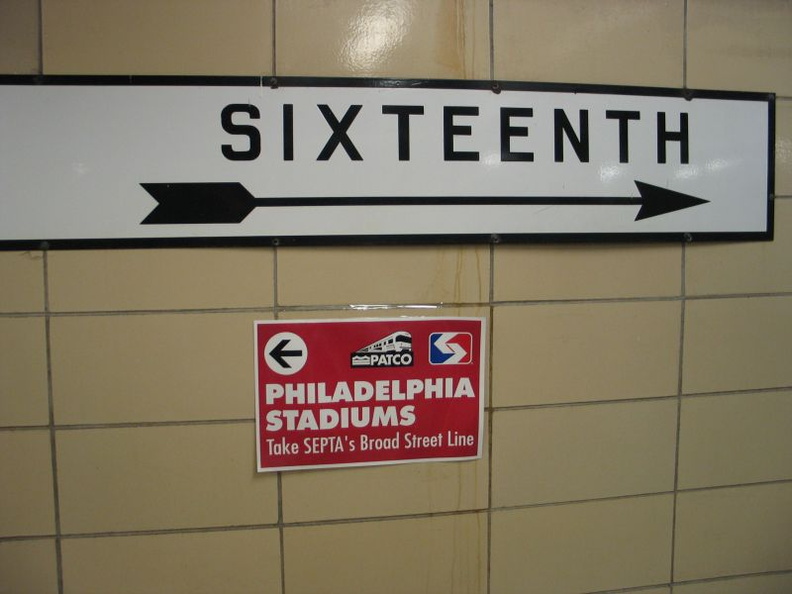 SIXTEENTH
PATCO
PHILADELPHIA
STADIUMS
Take SEPTA's Broad Street Line